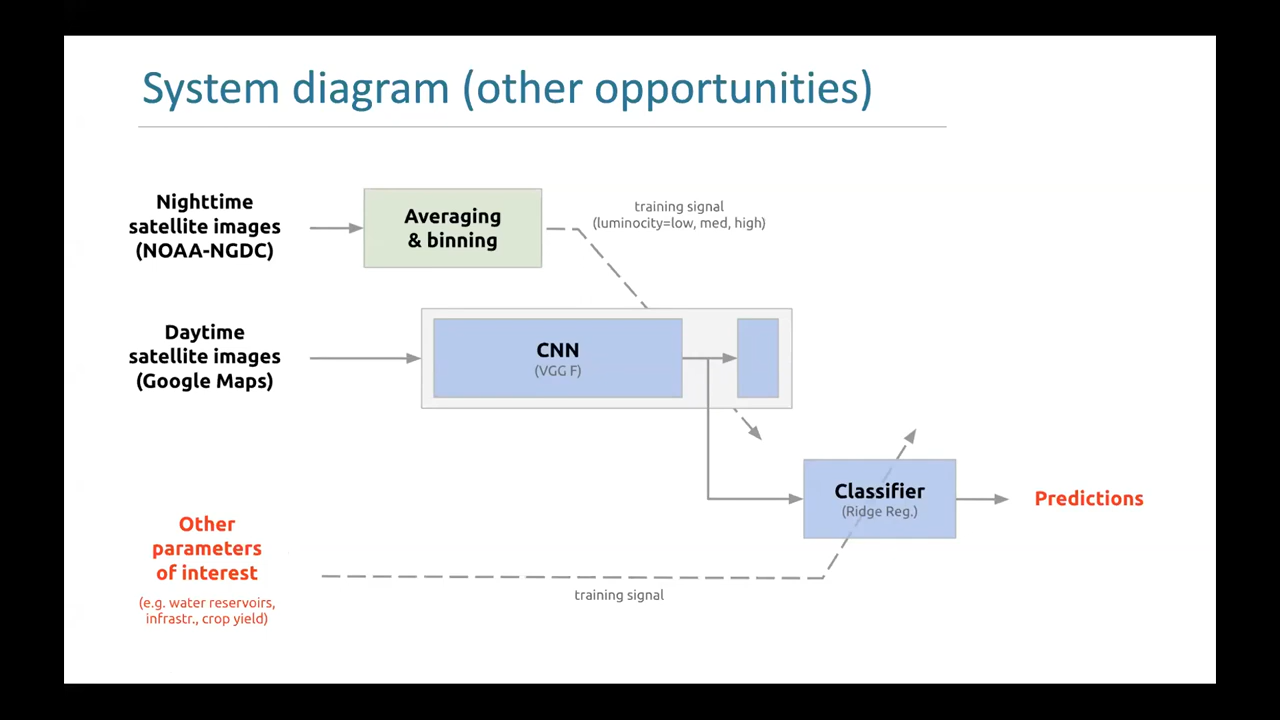 System diagram (other opportunities)
Nighttime
satellite images
(NOAA-NGDC)
Averaging
& binning
training signal
(luminocity=low, med, high)
Daytime
satellite images
(Google Maps)
CNN
(VGG F)
Classifier
(Ridge Reg.)
Predictions
Other
parameters
of interest
(e.g. water reservoirs,
infrastr., crop yield)
training signal